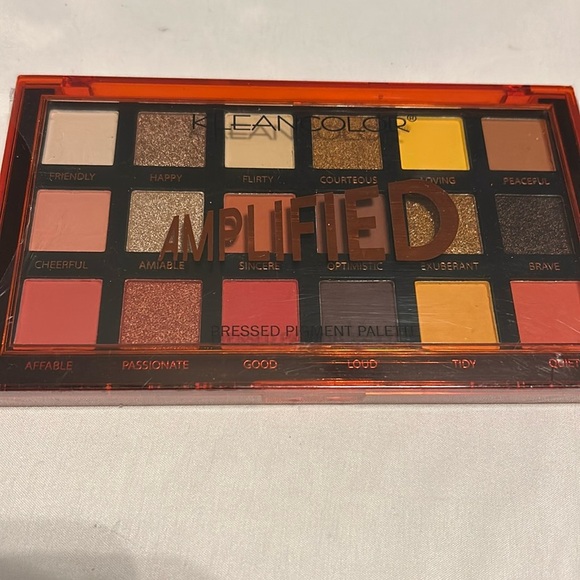 KLEANCOLOR®
FRIENDLY HAPPY FLIRTY COURTEOUS LOVING PEACEFUL
AMPLIFIED
CHEERFUL AMIABLE SINCERE OPTIMISTIC EXUBERANT BRAVE
PRESSED PIGMENT PALETTE
AFFABLE PASSIONATE GOOD LOUD TIDY QUIET